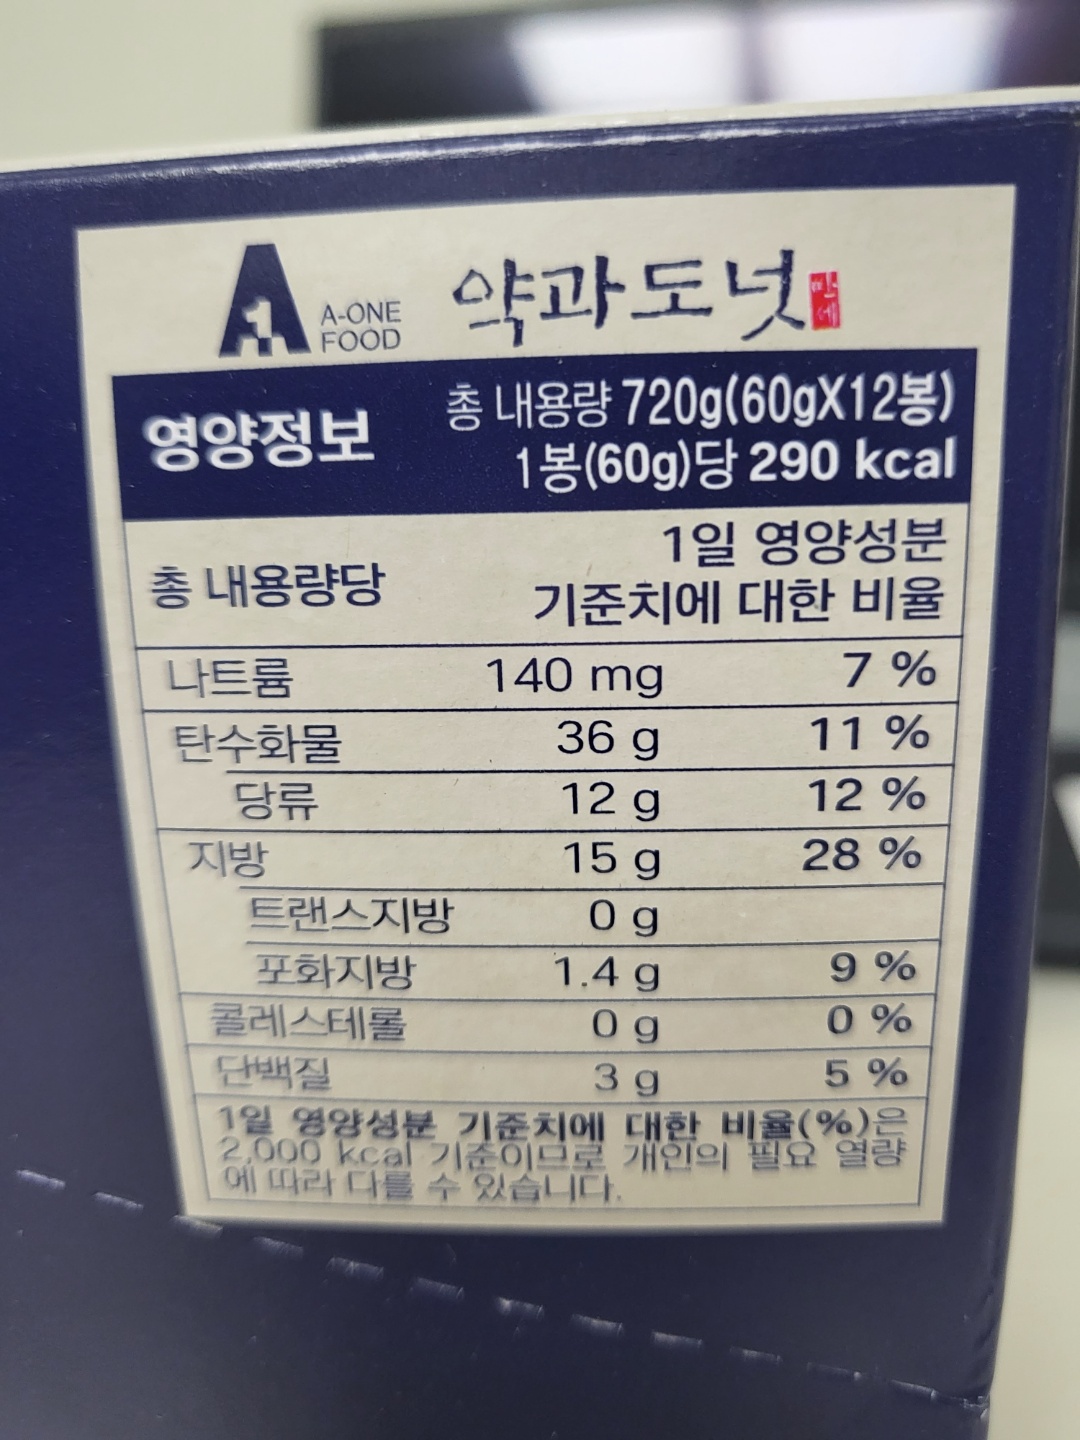 A1
A-ONE
FOOD
약과도넛
반에
영양정보
총 내용량 720g(60gX12봉)
1봉(60g)당 290 kcal
총 내용량당
1일 영양성분
기준치에 대한 비율
나트륨 140 mg 7 %
탄수화물 36 g 11 %
당류 12 g 12 %
지방 15 g 28 %
트랜스지방 0 g
포화지방 1.4 g 9 %
콜레스테롤 0 g 0 %
단백질 3 g 5 %
1일 영양성분 기준치에 대한 비율(%)은
2,000 kcal 기준이므로 개인의 필요 열량
에 따라 다를 수 있습니다.